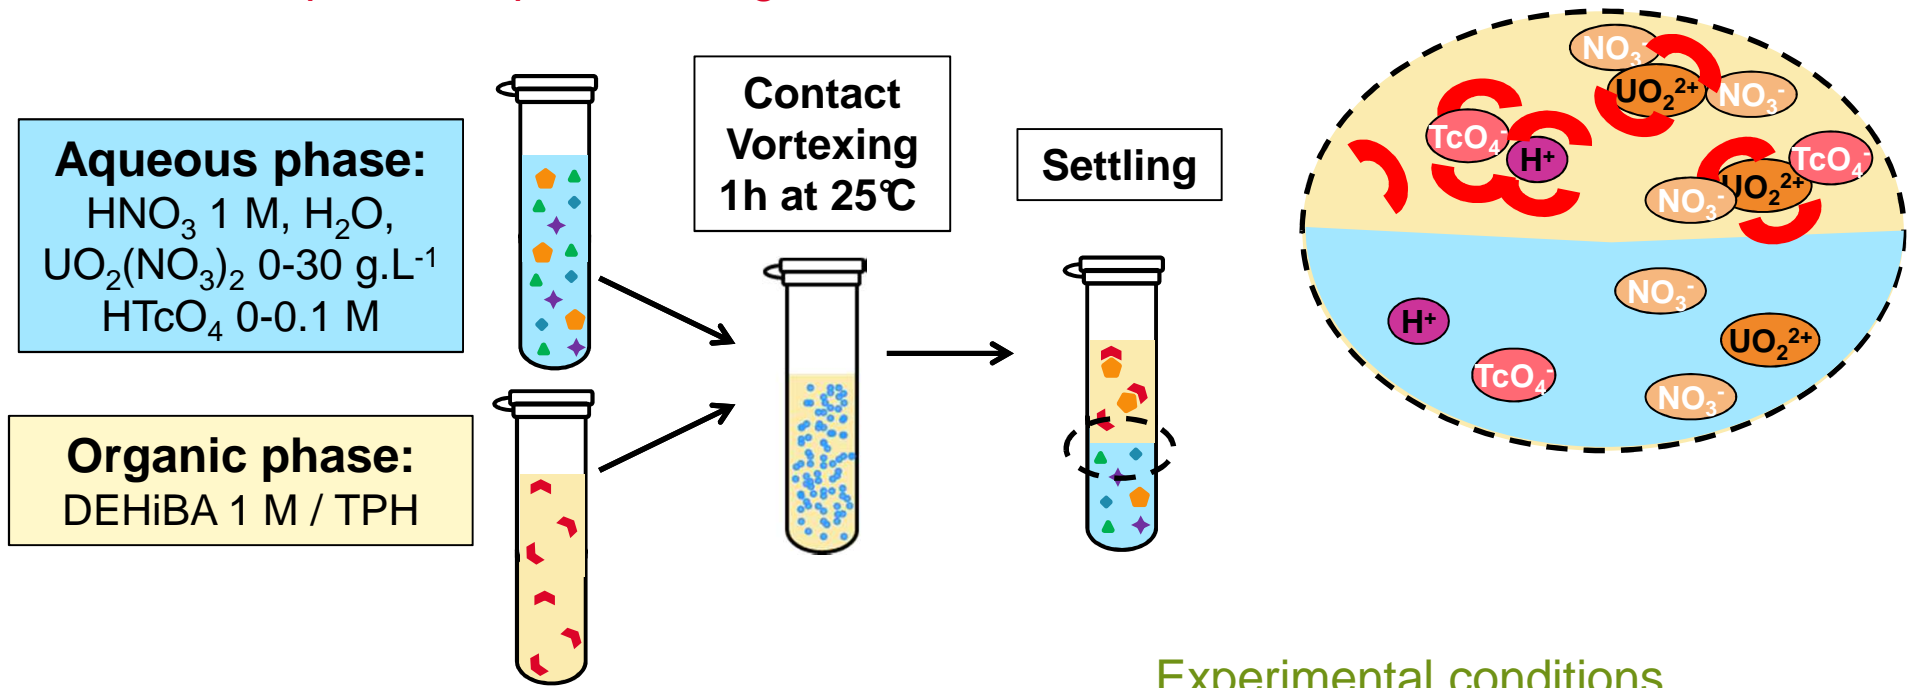 Aqueous phase:
HNO₃ 1 M, H₂O,
UO₂(NO₃)₂ 0-30 g.L⁻¹
HTcO₄ 0-0.1 M
Organic phase:
DEHiBA 1 M / TPH
Contact
Vortexing
1h at 25°C
Settling
NO₃⁻
UO₂²⁺
NO₃⁻
TcO₄⁻
H⁺
TcO₄⁻
UO₂²⁺
NO₃⁻
NO₃⁻
H⁺
UO₂²⁺
TcO₄⁻
NO₃⁻
Experimental conditions